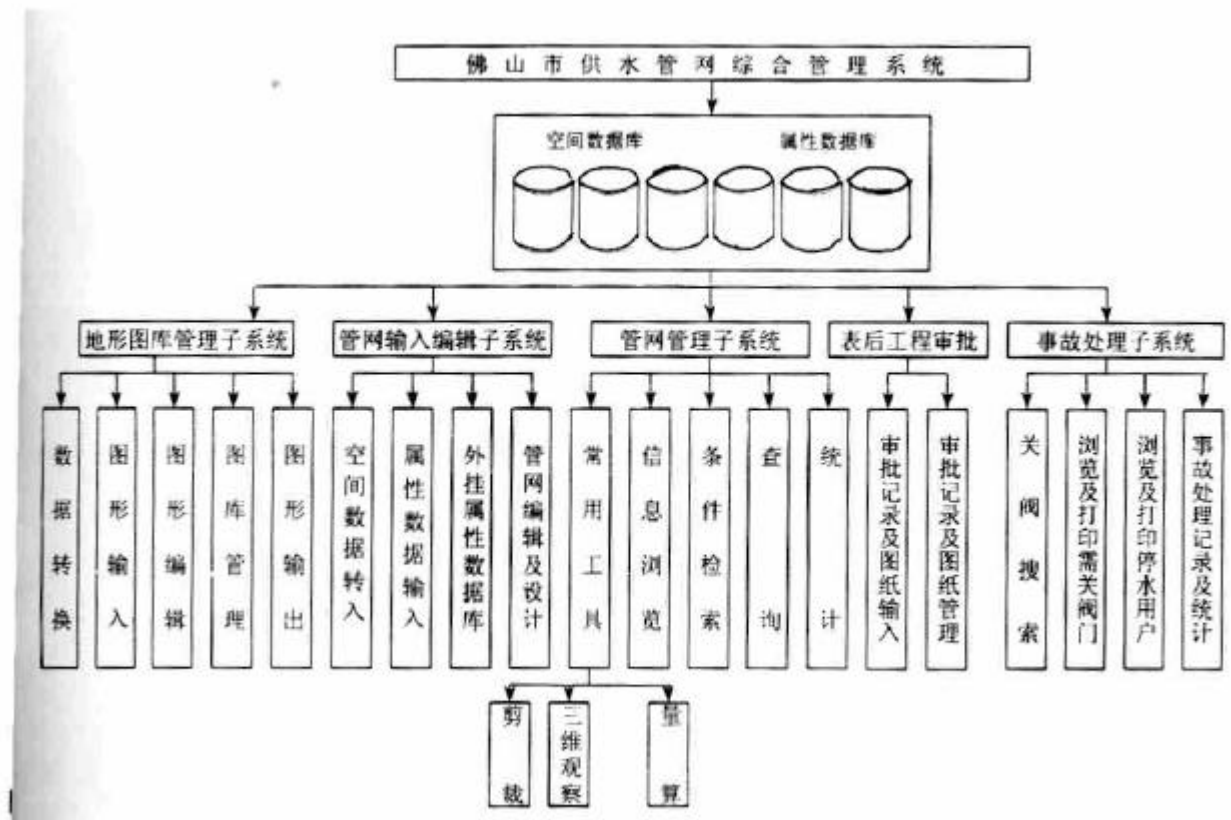 佛山市供水管网综合管理系统
空间数据库 属性数据库
地形图库管理子系统 管网输入编辑子系统 管网管理子系统 表后工程审批 事故处理子系统
数据转换
图形输入
图形编辑
图库管理
图形输出
空间数据转入
属性数据输入
外挂属性数据库
管网编辑及设计
常用工具
信息浏览
条件检索
查询
统计
审批记录及图纸输入
审批记录及图纸管理
关阀搜索
浏览及打印需关阀门
浏览及打印停水用户
事故处理记录及统计
剪裁
三维观察
量算